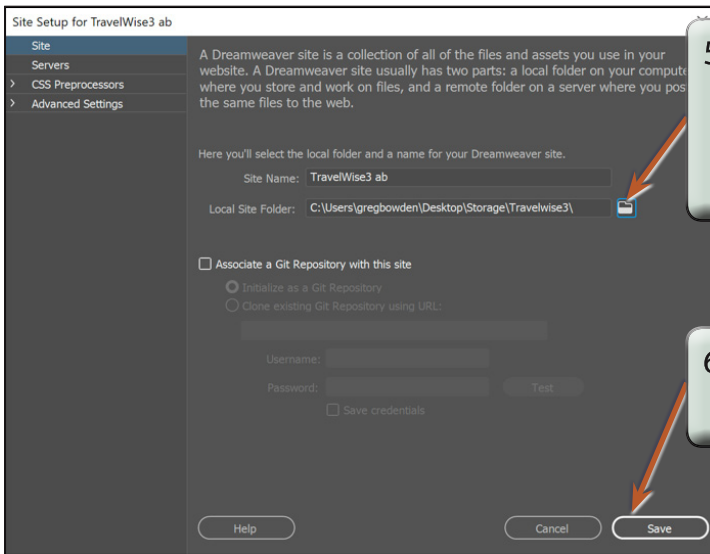 Site Setup for TravelWise3 ab
Site
Servers
> CSS Preprocessors
> Advanced Settings
A Dreamweaver site is a collection of all of the files and assets you use in your
website. A Dreamweaver site usually has two parts: a local folder on your
where you store and work on files, and a remote folder on a server where you
the same files to the web.
Here you'll select the local folder and a name for your Dreamweaver site.
Site Name: TravelWise3 ab
Local Site Folder: C:\Users\gregbowden\Desktop\Storage\Travelwise3\
Associate a Git Repository with this site
Initialize as a Git Repository
Clone existing Git Repository using URL:
Username:
Password:
Test
Save credentials
Help
Cancel
Save
5
6